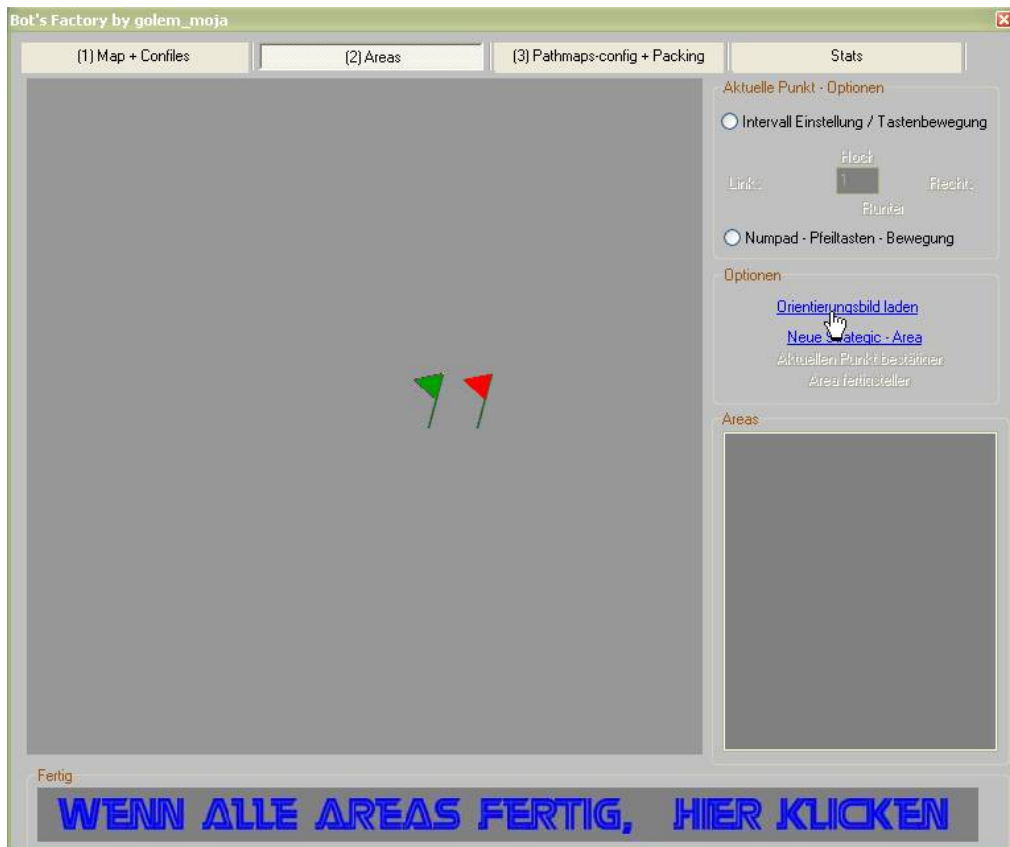 Bot's Factory by golem_moja
(1) Map + Confiles
(2) Areas
(3) Pathmaps-config + Packing
Stats
Aktuelle Punkt - Optionen
Intervall Einstellung / Tastenbewegung
Hoch
Links
1
Rechts
Runter
Numpad - Pfeiltasten - Bewegung
Optionen
Orientierungsbild laden
Neue Strategic - Area
Aktuellen Punkt bestätigen
Area fertigstellen
Areas
Fertig
WENN ALLE AREAS FERTIG, HIER KLICKEN